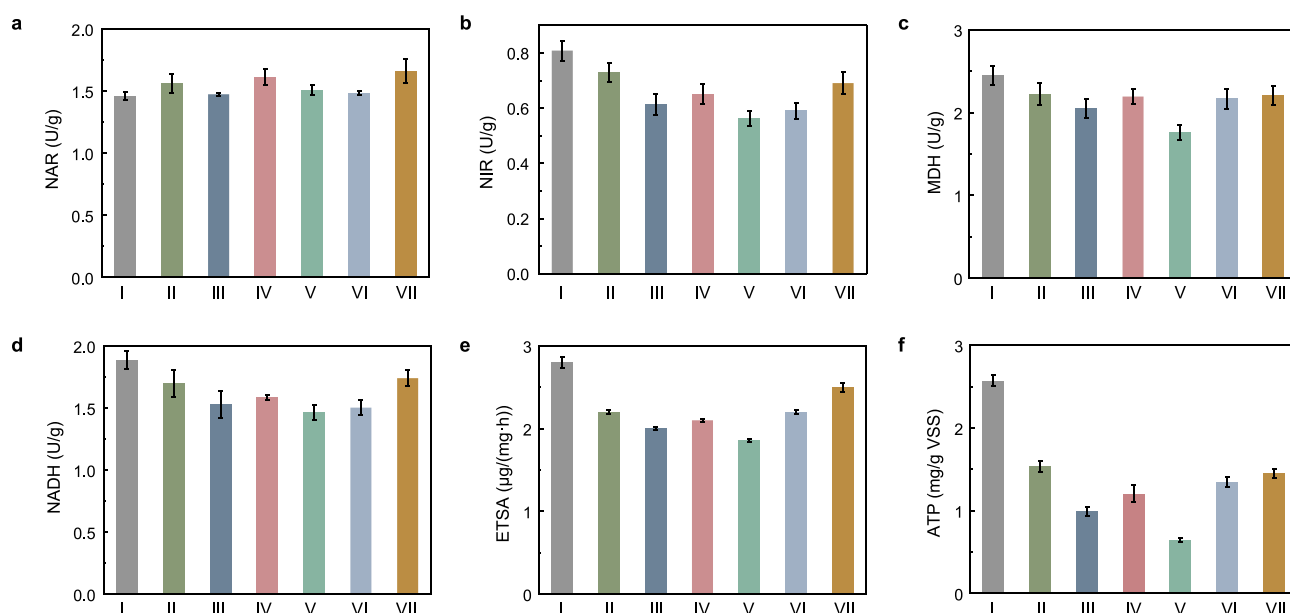 a
2.0
1.5
1.0
0.5
0.0
NAR (U/g)
I II III IV V VI VII
b
0.8
0.6
0.4
0.2
0.0
NIR (U/g)
I II III IV V VI VII
c
3
2
1
0
MDH (U/g)
I II III IV V VI VII
d
2.0
1.5
1.0
0.5
0.0
NADH (U/g)
I II III IV V VI VII
e
3
2
1
0
ETSA (μg/(mg·h))
I II III IV V VI VII
f
3
2
1
0
ATP (mg/g VSS)
I II III IV V VI VII